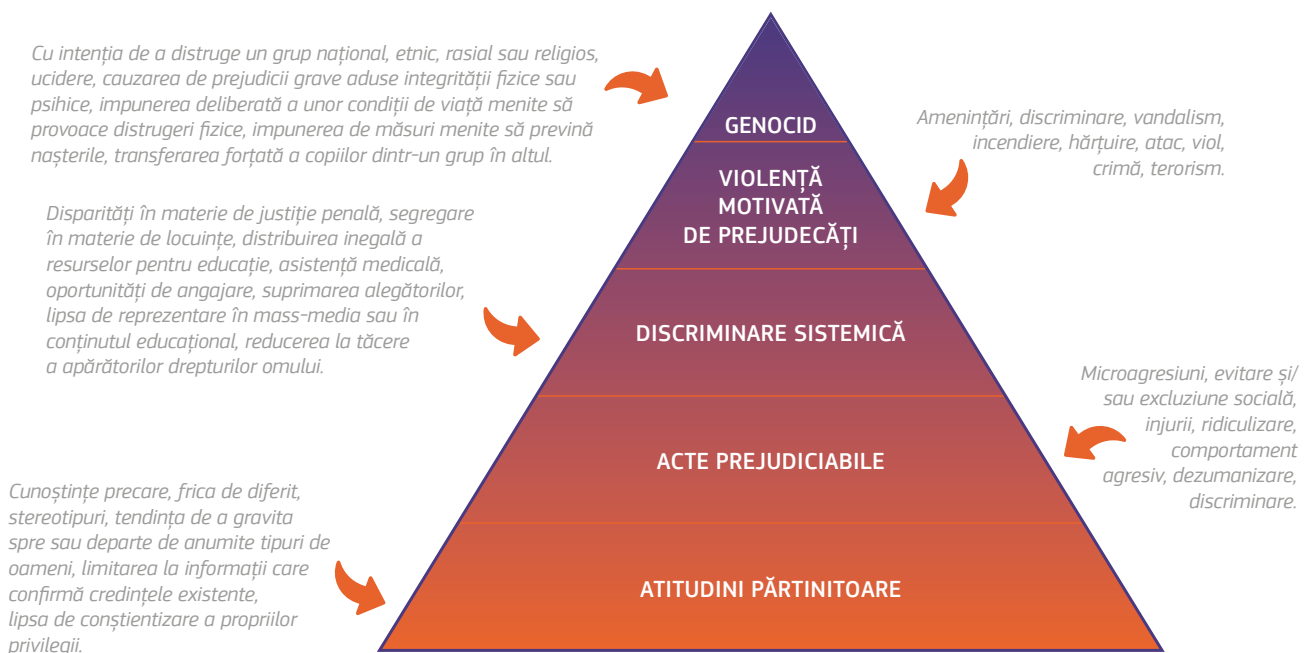 Cu intenția de a distruge un grup național, etnic, rasial sau religios,
ucidere, cauzarea de prejudicii grave aduse integrității fizice sau
psihice, impunerea deliberată a unor condiții de viață menite să
provoace distrugeri fizice, impunerea de măsuri menite să prevină
nașterile, transferarea forțată a copiilor dintr-un grup în altul.
GENOCID
Amenințări, discriminare, vandalism,
incendiere, hărțuire, atac, viol,
crimă, terorism.
VIOLENȚĂ
MOTIVATĂ
DE PREJUDECĂȚI
Disparități în materie de justiție penală, segregare
în materie de locuințe, distribuirea inegală a
resurselor pentru educație, asistență medicală,
oportunități de angajare, suprimarea alegătorilor,
lipsa de reprezentare în mass-media sau în
conținutul educațional, reducerea la tăcere
a apărătorilor drepturilor omului.
DISCRIMINARE SISTEMICĂ
Microagresiuni, evitare și/
sau excluziune socială,
injurii, ridiculizare,
comportament
agresiv, dezumanizare,
discriminare.
ACTE PREJUDICIABILE
Cunoștințe precare, frica de diferit,
stereotipuri, tendința de a gravita
spre sau departe de anumite tipuri de
oameni, limitarea la informații care
confirmă credințele existente,
lipsa de conștientizare a propriilor
privilegii.
ATITUDINI PĂRTINITOARE